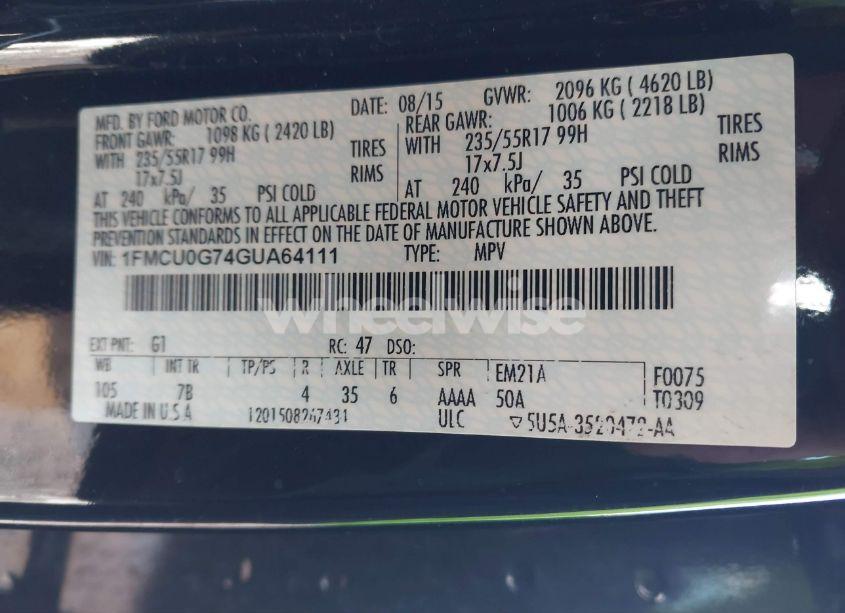 MFD. BY FORD MOTOR CO. DATE: 08/15 GVWR: 2096 KG ( 4620 LB)
FRONT GAWR: 1098 KG ( 2420 LB) REAR GAWR: 1006 KG ( 2218 LB)
WITH 235/55R17 99H TIRES WITH 235/55R17 99H TIRES
17x7.5J RIMS 17x7.5J RIMS
AT 240 kPa/ 35 PSI COLD AT 240 kPa/ 35 PSI COLD
THIS VEHICLE CONFORMS TO ALL APPLICABLE FEDERAL MOTOR VEHICLE SAFETY AND THEFT
PREVENTION STANDARDS IN EFFECT ON THE DATE OF MANUFACTURE SHOWN ABOVE.
VIN: 1FMCU0G74GUA64111 TYPE: MPV
wheelwise
EXT PNT: G1 RC: 47 DSO:
WB INT TR TP/PS R AXLE TR SPR EM21A F0075
105 7B 4 35 6 AAAA 50A T0309
MADE IN U.S.A 1201508267431 ULC ▽5U5A-3520472-AA